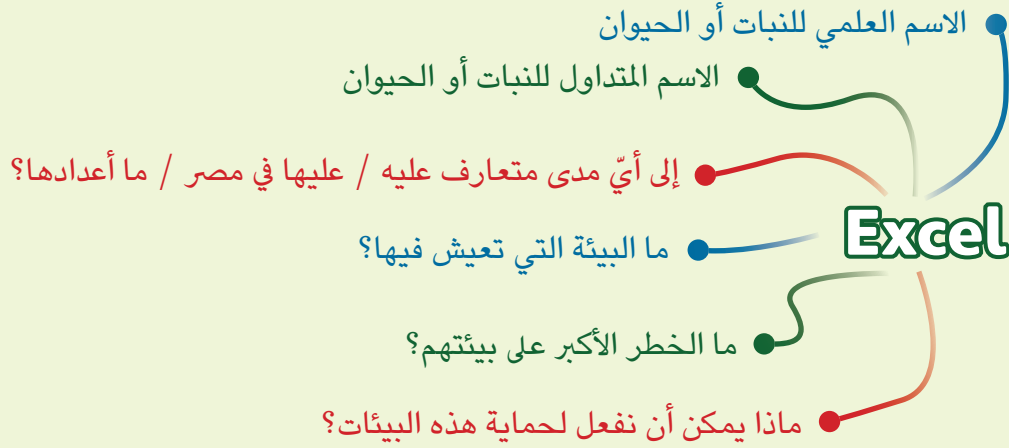 الاسم العلمي للنبات أو الحيوان
الاسم المتداول للنبات أو الحيوان
إلى أيّ مدى متعارف عليه / عليها في مصر / ما أعدادها؟
Excel
ما البيئة التي تعيش فيها؟
ما الخطر الأكبر على بيئتهم؟
ماذا يمكن أن نفعل لحماية هذه البيئات؟